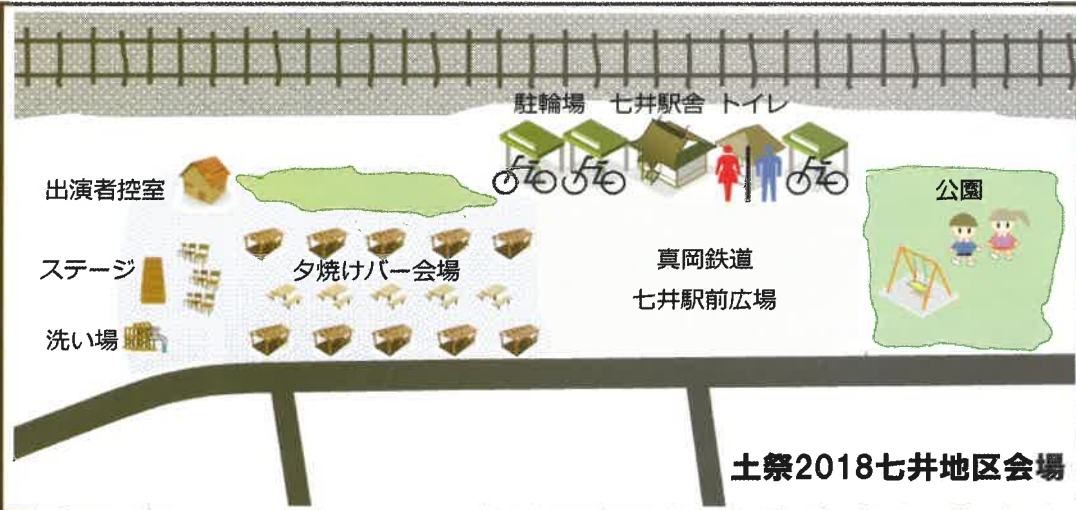 駐輪場 七井駅舎 トイレ
出演者控室
公園
ステージ
夕焼けバー会場
真岡鉄道
七井駅前広場
洗い場
土祭2018七井地区会場